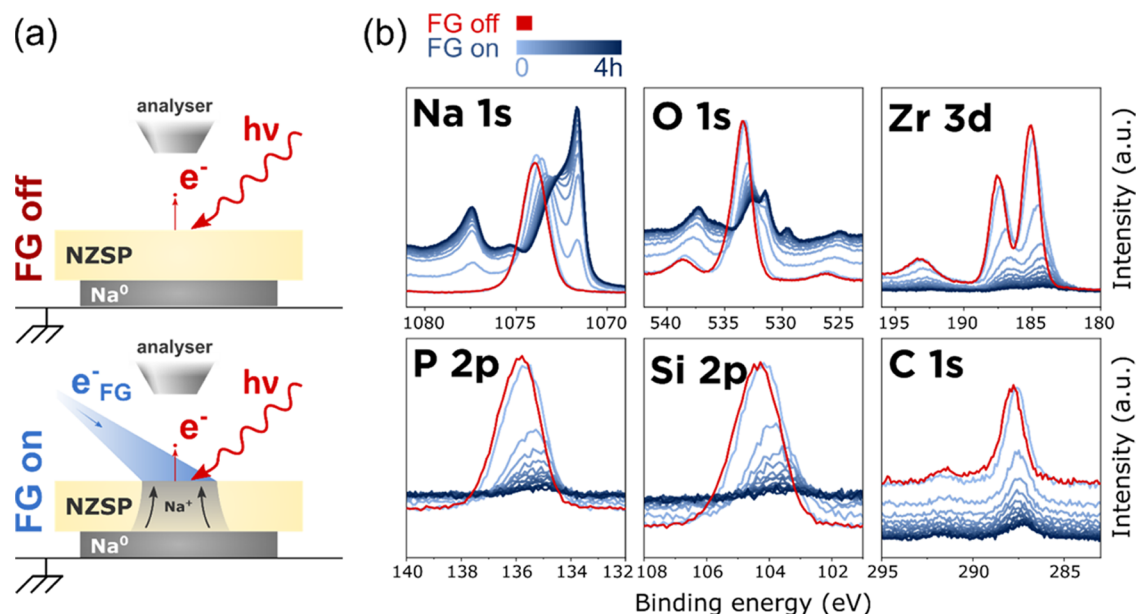 (a)
analyser
hν
e⁻
FG off
NZSP
Na⁰
analyser
e⁻FG
hν
e⁻
FG on
NZSP
Na⁺
Na⁰
(b)
FG off
FG on
0 4h
Na 1s
O 1s
Zr 3d
Intensity (a.u.)
1080 1075 1070
540 535 530 525
195 190 185 180
P 2p
Si 2p
C 1s
Intensity (a.u.)
140 138 136 134 132
108 106 104 102
295 290 285
Binding energy (eV)